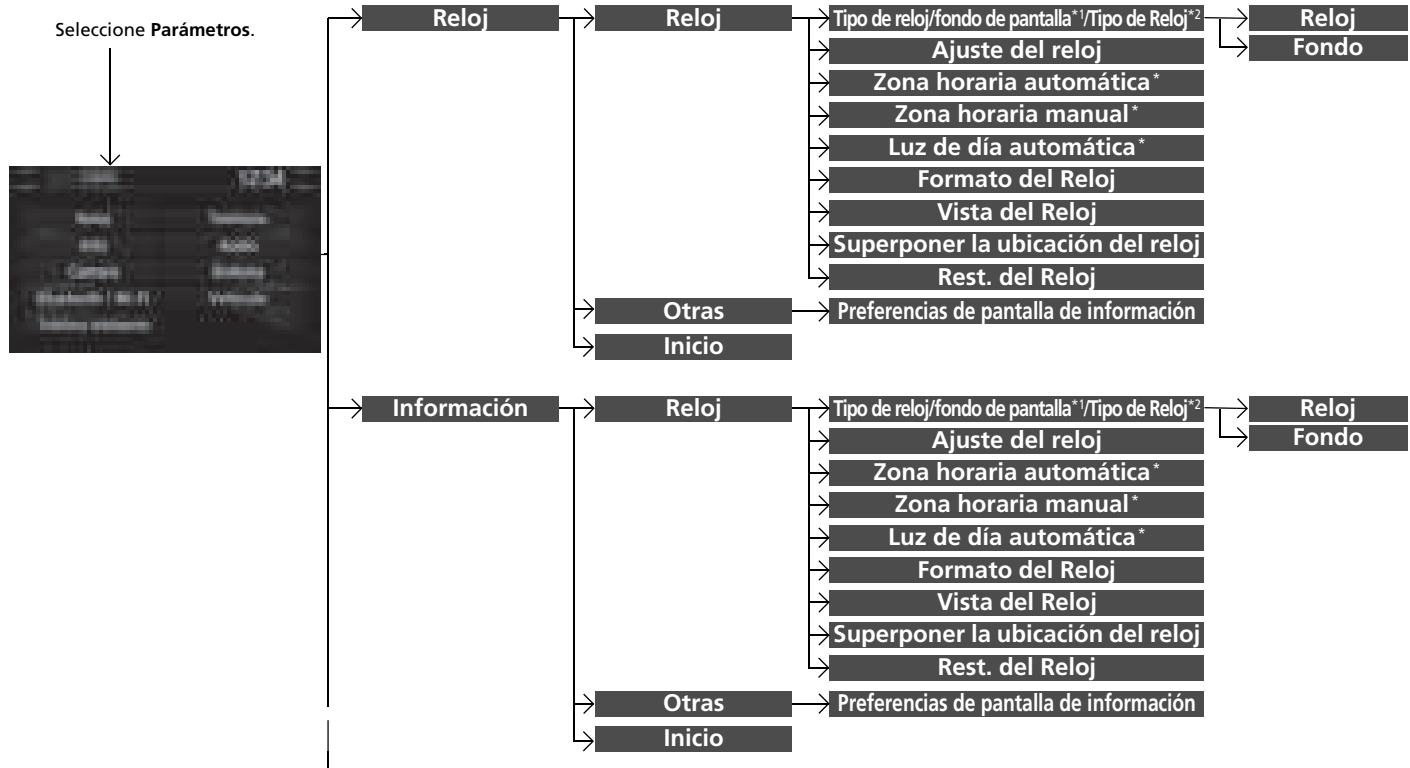 Seleccione Parámetros.
Reloj
Reloj
Tipo de reloj/fondo de pantalla*1/Tipo de Reloj*2
Reloj
Fondo
Ajuste del reloj
Zona horaria automática*
Zona horaria manual*
Luz de día automática*
Formato del Reloj
Vista del Reloj
Superponer la ubicación del reloj
Rest. del Reloj
Otras
Preferencias de pantalla de información
Inicio
Información
Reloj
Tipo de reloj/fondo de pantalla*1/Tipo de Reloj*2
Reloj
Fondo
Ajuste del reloj
Zona horaria automática*
Zona horaria manual*
Luz de día automática*
Formato del Reloj
Vista del Reloj
Superponer la ubicación del reloj
Rest. del Reloj
Otras
Preferencias de pantalla de información
Inicio